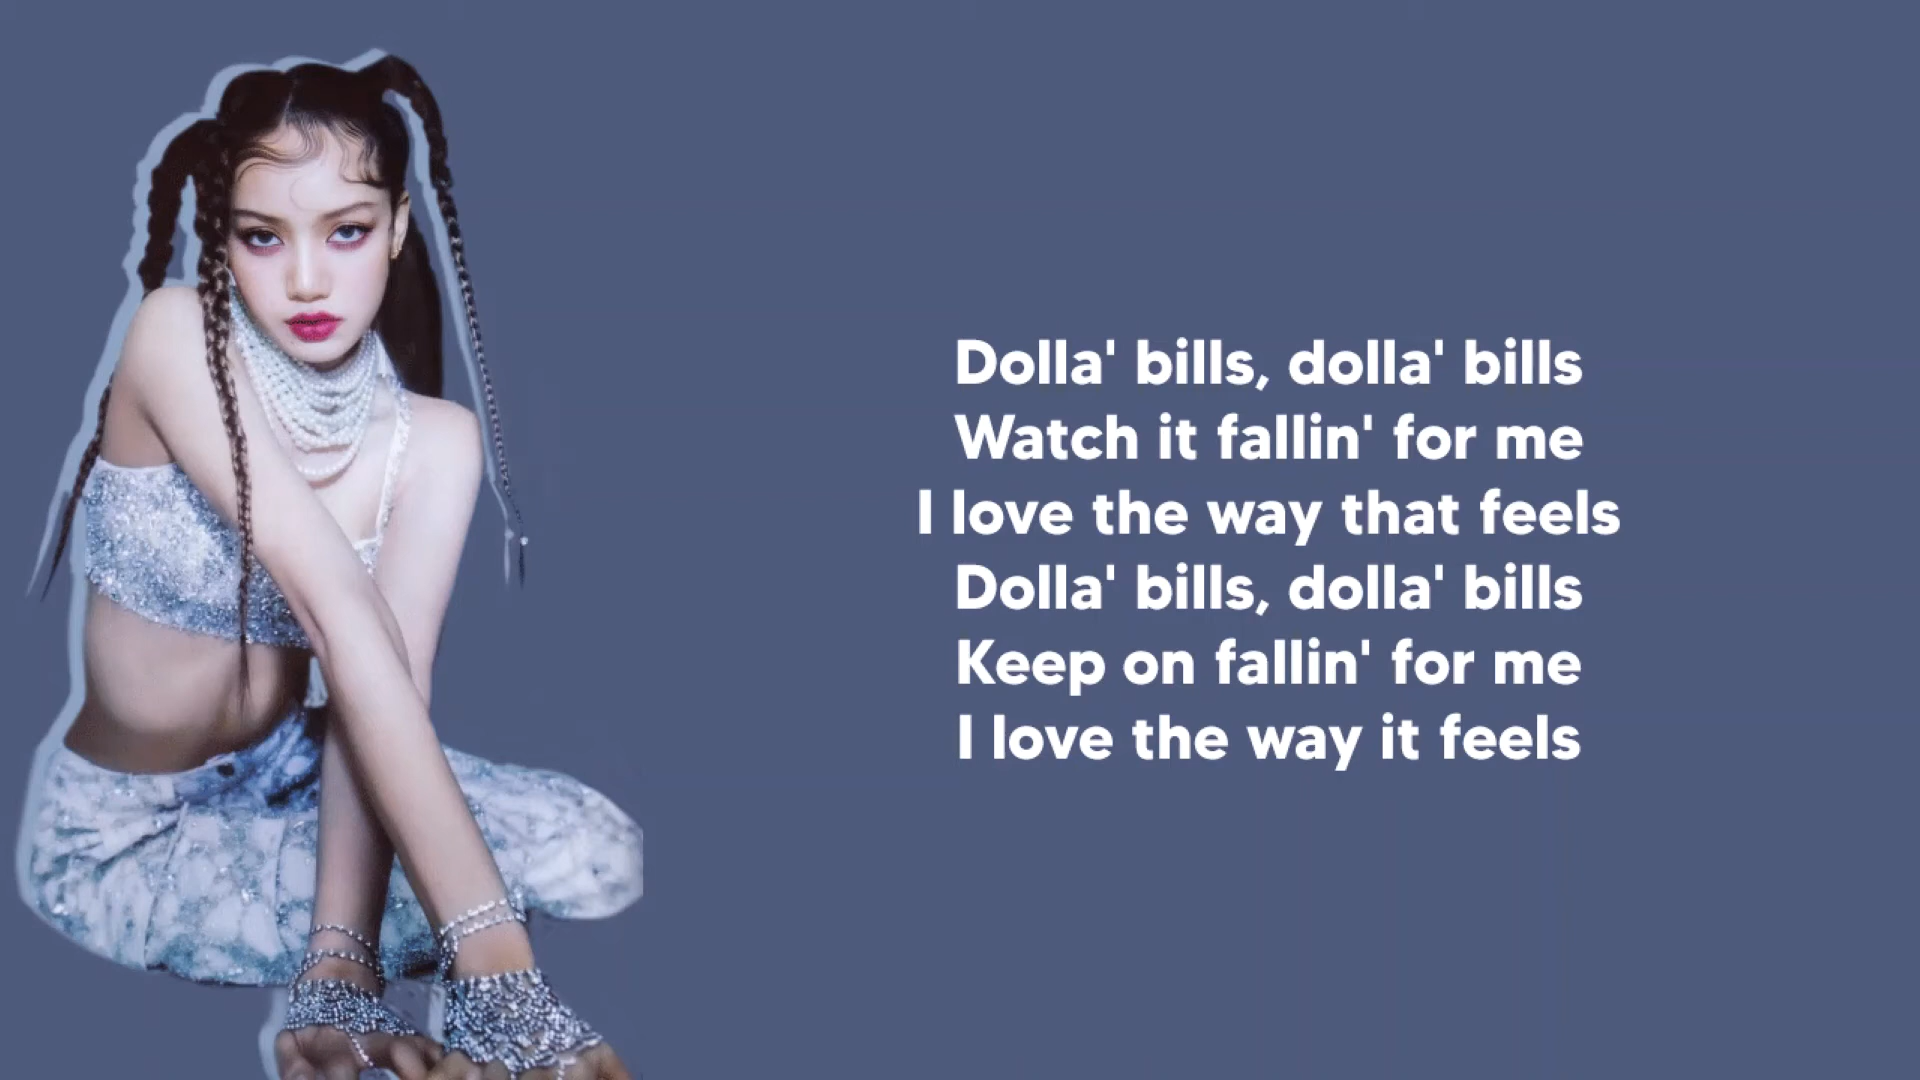 Dolla' bills, dolla' bills
Watch it fallin' for me
I love the way that feels
Dolla' bills, dolla' bills
Keep on fallin' for me
I love the way it feels